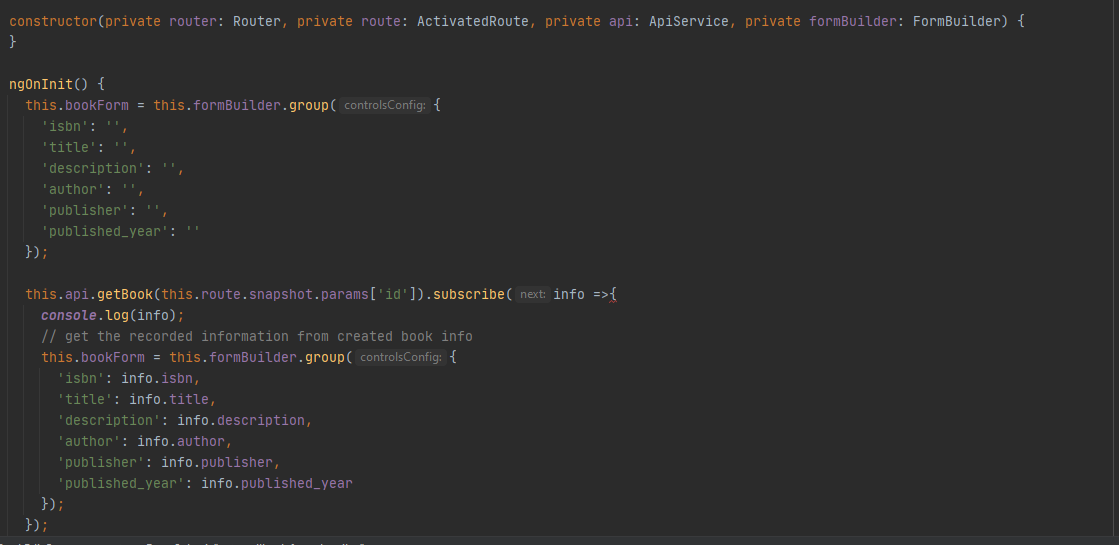 constructor(private router: Router, private route: ActivatedRoute, private api: ApiService, private formBuilder: FormBuilder) {
}
ngOnInit() {
this.bookForm = this.formBuilder.group( controlsConfig: {
'isbn': '',
'title': '',
'description': '',
'author': '',
'publisher': '',
'published_year': ''
});
this.api.getBook(this.route.snapshot.params['id']).subscribe( next: info =>{
console.log(info);
// get the recorded information from created book info
this.bookForm = this.formBuilder.group( controlsConfig: {
'isbn': info.isbn,
'title': info.title,
'description': info.description,
'author': info.author,
'publisher': info.publisher,
'published_year': info.published_year
});
});